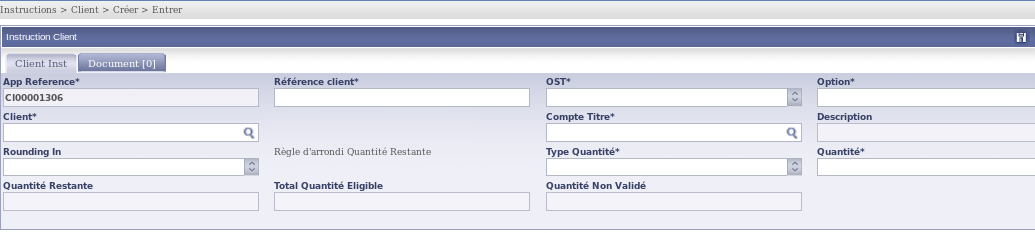 Instructions > Client > Créer > Entrer
Instruction Client
Client Inst Document [0]
App Reference* Référence client* OST* Option*
CI00001306
Client* Compte Titre* Description
Rounding In Règle d'arrondi Quantité Restante Type Quantité* Quantité*
Quantité Restante Total Quantité Eligible Quantité Non Validé